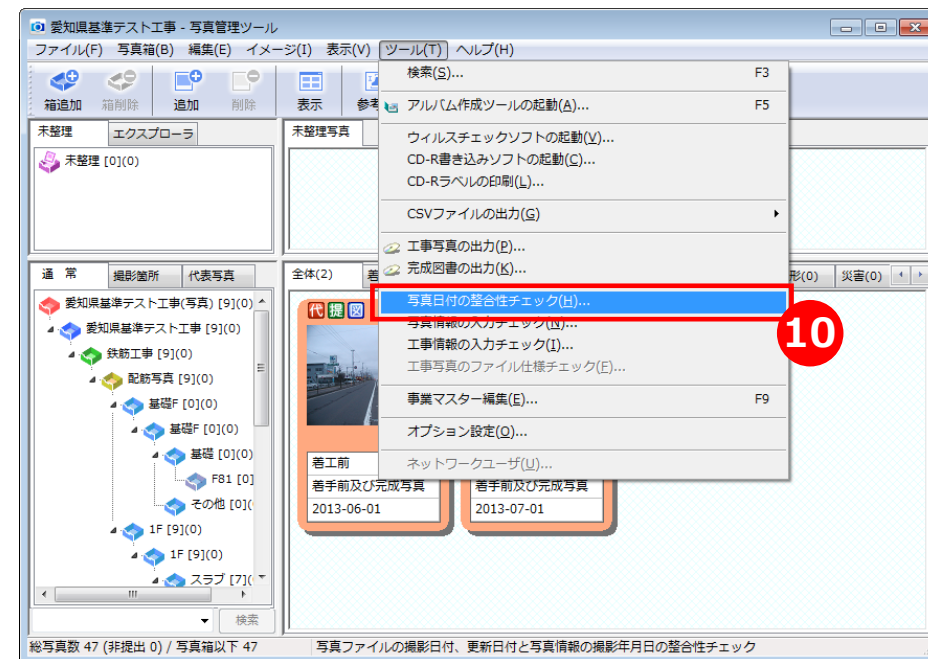 愛知県基準テスト工事 - 写真管理ツール
ファイル(F) 写真箱(B) 編集(E) イメージ(I) 表示(V) ツール(T) ヘルプ(H)
箱追加 箱削除 追加 削除 表示 参考
検索(S)... F3
アルバム作成ツールの起動(A)... F5
ウィルスチェックソフトの起動(V)...
CD-R書き込みソフトの起動(C)...
CD-Rラベルの印刷(L)...
CSVファイルの出力(G)
工事写真の出力(P)...
完成図書の出力(K)...
写真日付の整合性チェック(H)...
写真情報の入力チェック(N)...
工事情報の入力チェック(I)...
工事写真のファイル仕様チェック(F)...
事業マスター編集(E)... F9
オプション設定(O)...
ネットワークユーザ(U)...
10
未整理 エクスプローラ
未整理 [0](0)
未整理写真
通 常 撮影箇所 代表写真
愛知県基準テスト工事(写真) [9](0)
愛知県基準テスト工事 [9](0)
鉄筋工事 [9](0)
配筋写真 [9](0)
基礎F [0](0)
基礎F [0](0)
基礎 [0](0)
F81 [0]
その他 [0](
1F [9](0)
1F [9](0)
スラブ [7](
検索
全体(2) 着 形(0) 災害(0)
代 提 図
着工前
着手前及び完成写真
2013-06-01
着手前及び完成写真
2013-07-01
総写真数 47 (非提出 0) / 写真箱以下 47 写真ファイルの撮影日付、更新日付と写真情報の撮影年月日の整合性チェック